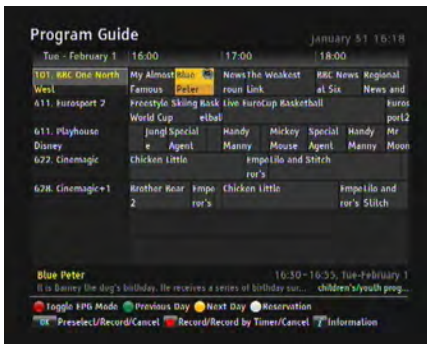 Program Guide
January 31 16:18
Tue - February 1 16:00 17:00 18:00
101. BBC One North My Almost Blue News The Weakest BBC News Regional
West Famous Peter roun Link at Six News and
411. Eurosport 2 Freestyle Skiing Bask Live EuroCup Basketball Euros
World Cup etbal port2
611. Playhouse Jungl Special Handy Mickey Special Handy Mr
Disney e Agent Manny Mouse Agent Manny Moon
622. Cinemagic Chicken Little Empe Lilo and Stitch
ror's
628. Cinemagic+1 Brother Bear Empe Chicken Little Empe Lilo and
2 ror's ror's Stitch
Blue Peter 16:30~16:55, Tue-February 1
It is Barney the dog's birthday. He receives a series of birthday sur... children's/youth prog...
Toggle EPG Mode Previous Day Next Day Reservation
OK Preselect/Record/Cancel Record/Record by Timer/Cancel i Information